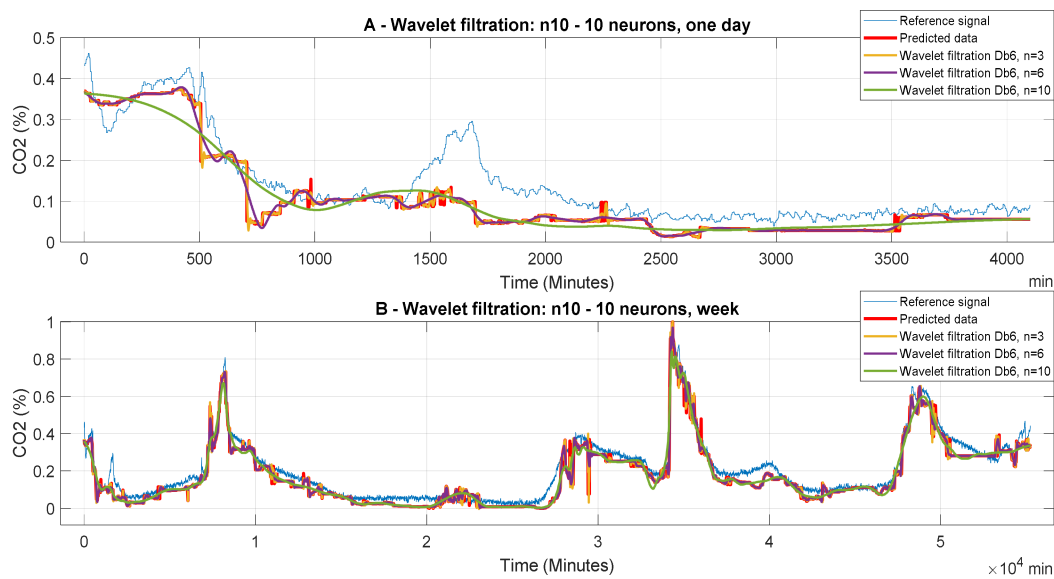 A - Wavelet filtration: n10 - 10 neurons, one day
Reference signal
Predicted data
Wavelet filtration Db6, n=3
Wavelet filtration Db6, n=6
Wavelet filtration Db6, n=10
CO2 (%)
0.5
0.4
0.3
0.2
0.1
0
0 500 1000 1500 2000 2500 3000 3500 4000
Time (Minutes)
min
B - Wavelet filtration: n10 - 10 neurons, week
Reference signal
Predicted data
Wavelet filtration Db6, n=3
Wavelet filtration Db6, n=6
Wavelet filtration Db6, n=10
CO2 (%)
1
0.8
0.6
0.4
0.2
0
0 1 2 3 4 5
Time (Minutes)
×10⁴ min